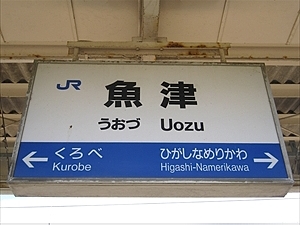 JR
魚津
うおづ Uozu
← くろべ ひがしなめりかわ →
Kurobe Higashi-Namerikawa